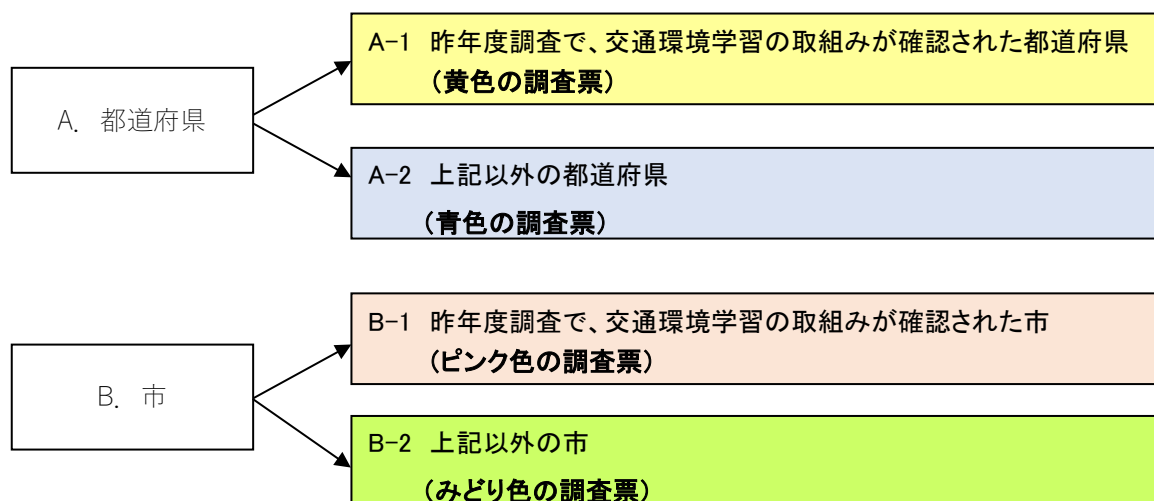 A. 都道府県
A-1 昨年度調査で、交通環境学習の取組みが確認された都道府県
(黄色の調査票)
A-2 上記以外の都道府県
(青色の調査票)
B. 市
B-1 昨年度調査で、交通環境学習の取組みが確認された市
(ピンク色の調査票)
B-2 上記以外の市
(みどり色の調査票)